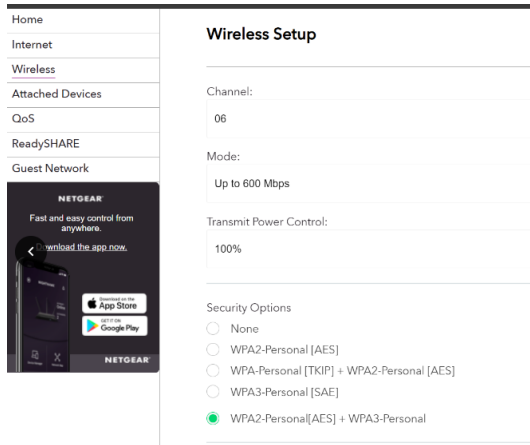 Home
Internet
Wireless
Attached Devices
QoS
ReadySHARE
Guest Network
NETGEAR
Fast and easy control from
anywhere.
Download the app now.
Download on the
App Store
GET IT ON
Google Play
NETGEAR
Wireless Setup
Channel:
06
Mode:
Up to 600 Mbps
Transmit Power Control:
100%
Security Options
None
WPA2-Personal [AES]
WPA-Personal [TKIP] + WPA2-Personal [AES]
WPA3-Personal [SAE]
WPA2-Personal[AES] + WPA3-Personal